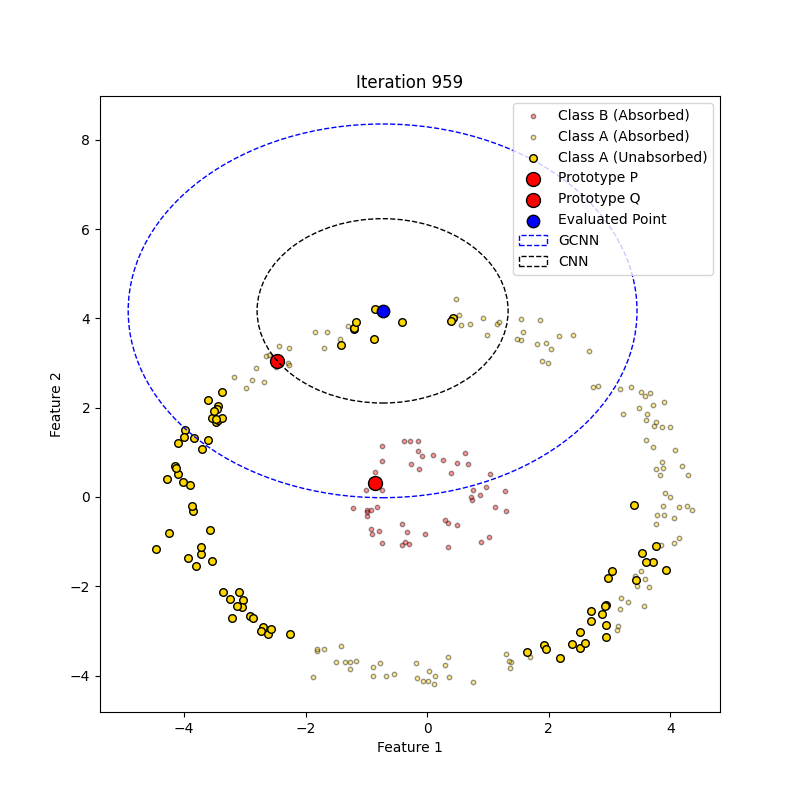 Iteration 959
Class B (Absorbed)
Class A (Absorbed)
Class A (Unabsorbed)
Prototype P
Prototype Q
Evaluated Point
GCNN
CNN
8
6
4
2
0
−2
−4
Feature 2
−4
−2
0
2
4
Feature 1